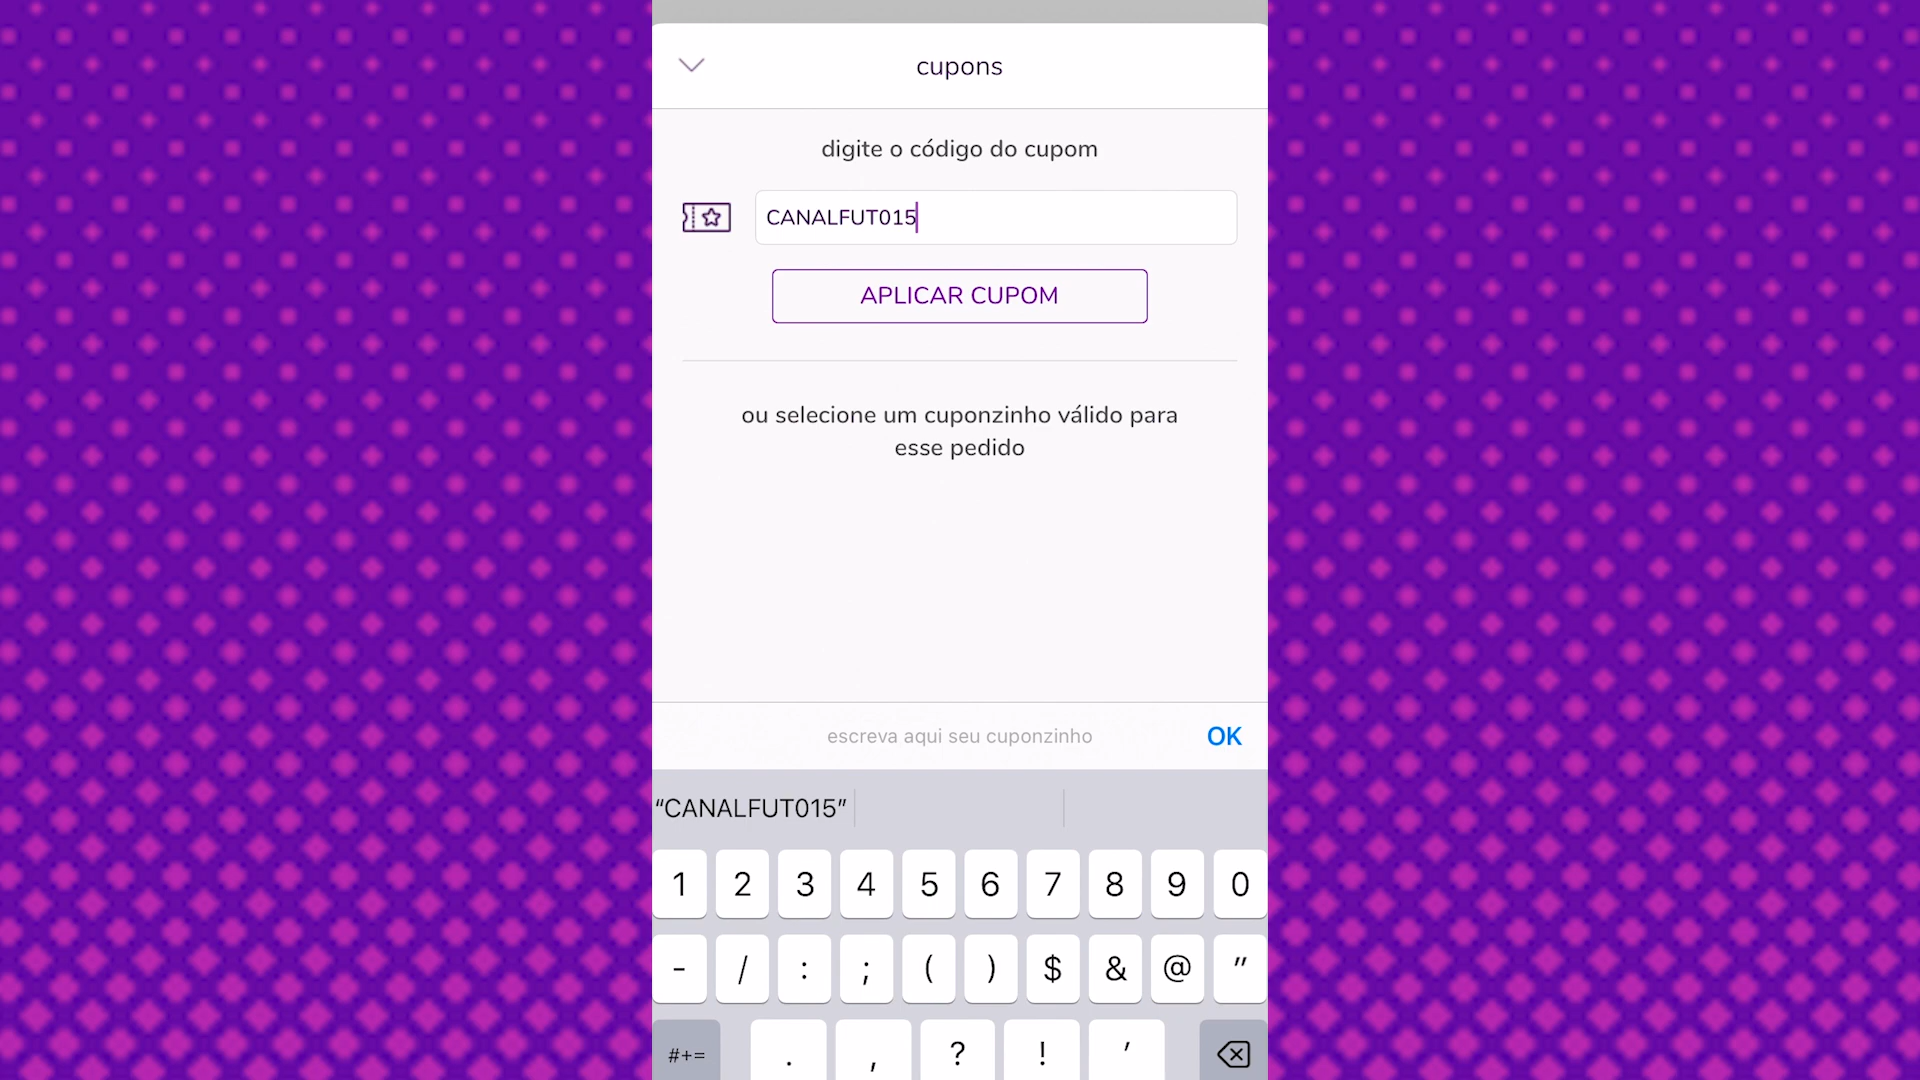 cupons
digite o código do cupom
CANALFUT015
APLICAR CUPOM
ou selecione um cuponzinho válido para
esse pedido
escreva aqui seu cuponzinho
OK
“CANALFUT015”
1 2 3 4 5 6 7 8 9 0
- / : ; ( ) $ & @ "
#+= . , ? ! '